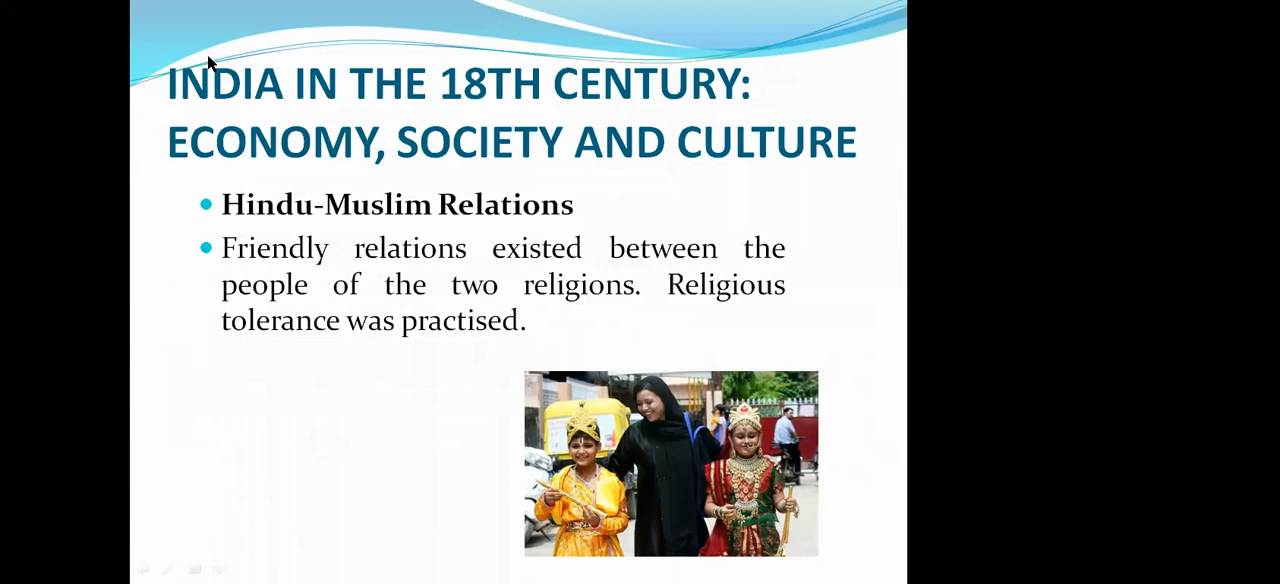 INDIA IN THE 18TH CENTURY:
ECONOMY, SOCIETY AND CULTURE
Hindu-Muslim Relations
Friendly relations existed between the
people of the two religions. Religious
tolerance was practised.